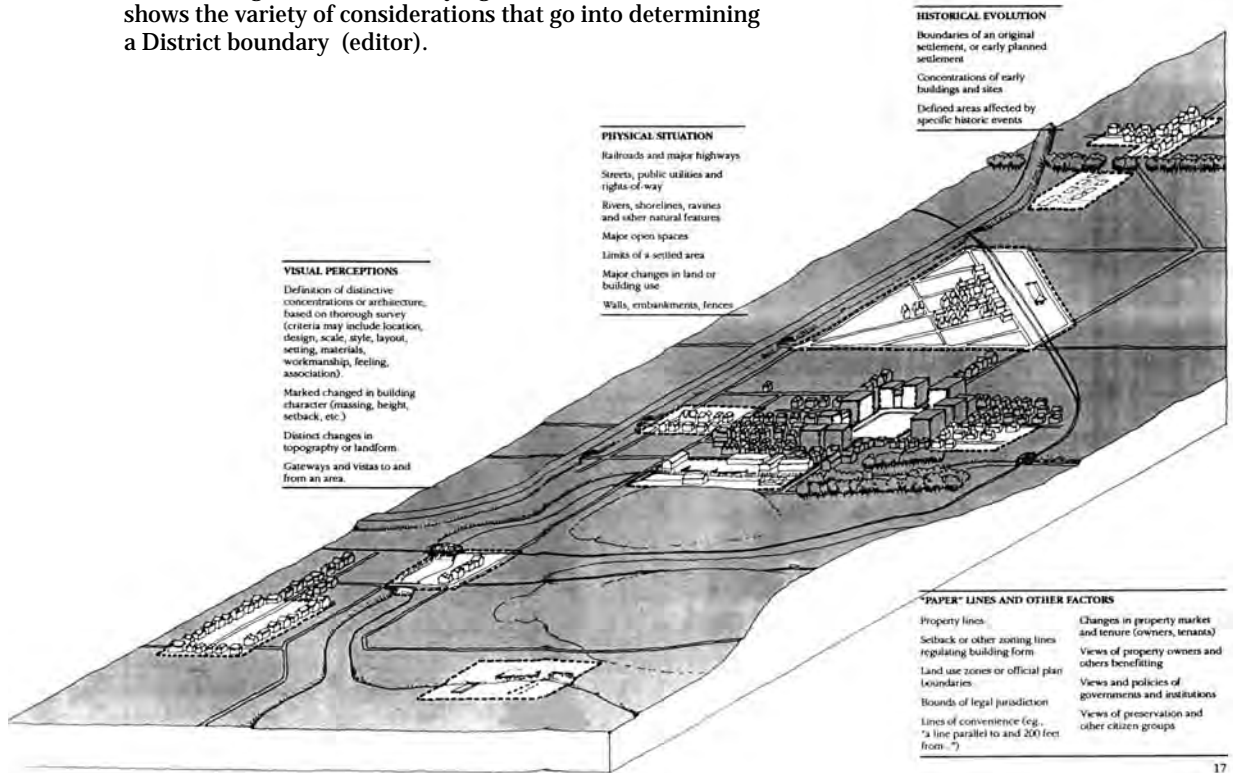 shows the variety of considerations that go into determining
a District boundary (editor).
HISTORICAL EVOLUTION
Boundaries of an original
settlement, or early planned
settlement
Concentrations of early
buildings and sites
Defined areas affected by
specific historic events
PHYSICAL SITUATION
Railroads and major highways
Streets, public utilities and
rights-of-way
Rivers, shorelines, ravines
and other natural features
Major open spaces
Limits of a settled area
Major changes in land or
building use
Walls, embankments, fences
VISUAL PERCEPTIONS
Definition of distinctive
concentrations or architecture,
based on thorough survey
(criteria may include location,
design, scale, style, layout,
setting, materials,
workmanship, feeling,
association).
Marked changed in building
character (massing, height,
setback, etc.)
Distinct changes in
topography or landform
Gateways and vistas to and
from an area.
"PAPER" LINES AND OTHER FACTORS
Property lines
Setback or other zoning lines
regulating building form
Land use zones or official plan
boundaries
Bounds of legal jurisdiction
Lines of convenience (eg.,
"a line parallel to and 200 feet
from...")
Changes in property market
and tenure (owners, tenants)
Views of property owners and
others benefitting
Views and policies of
governments and institutions
Views of preservation and
other citizen groups
17